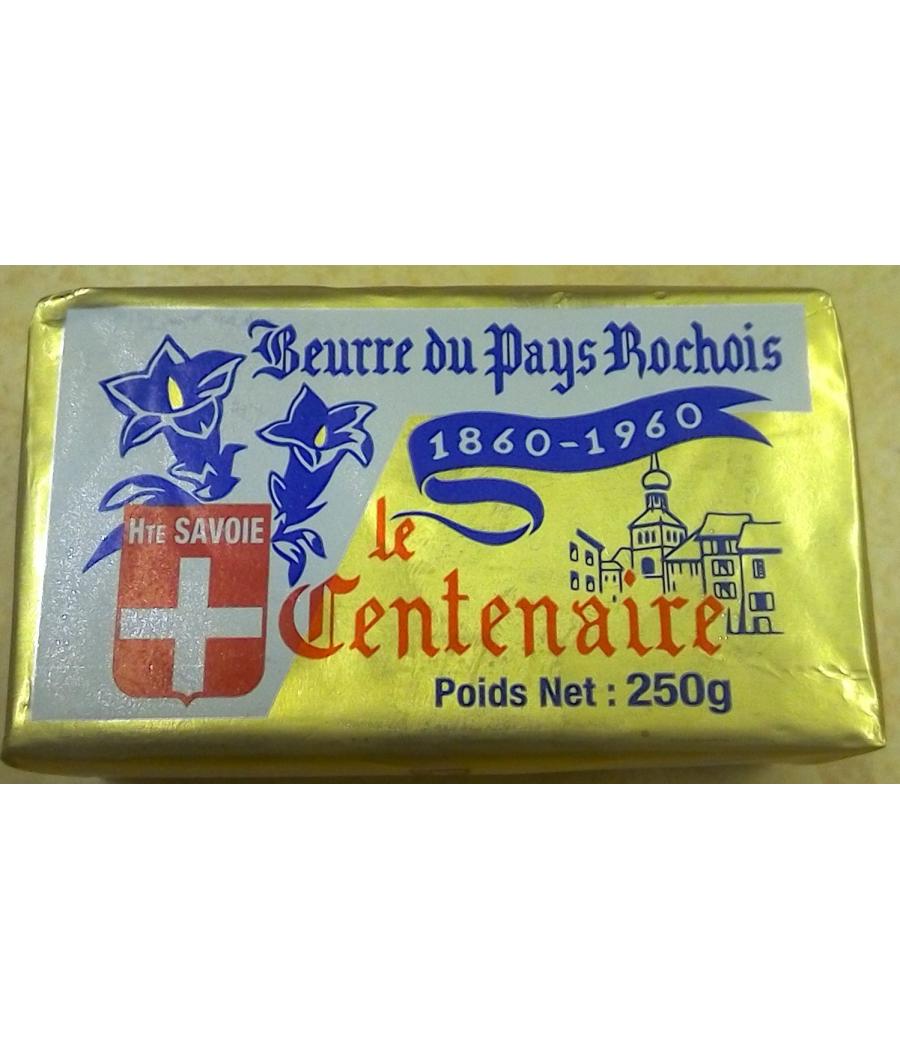 Beurre du Pays Rochois
1860-1960
HTE SAVOIE
le
Centenaire
Poids Net : 250g